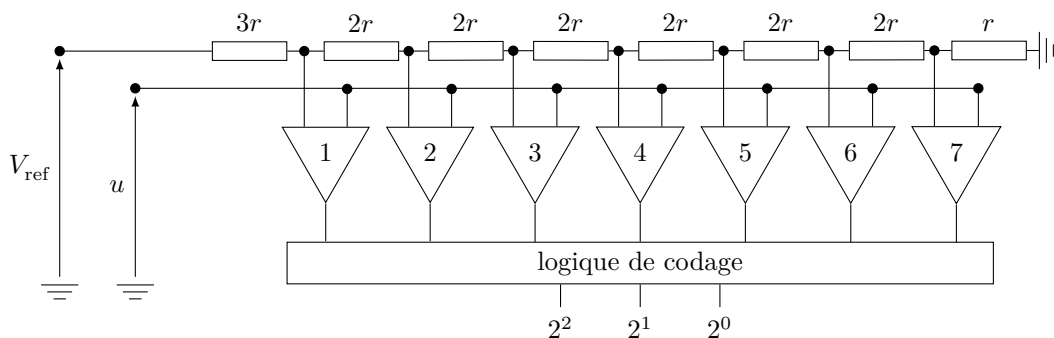 3r 2r 2r 2r 2r 2r 2r r
1 2 3 4 5 6 7
V_ref
u
logique de codage
2^2 2^1 2^0